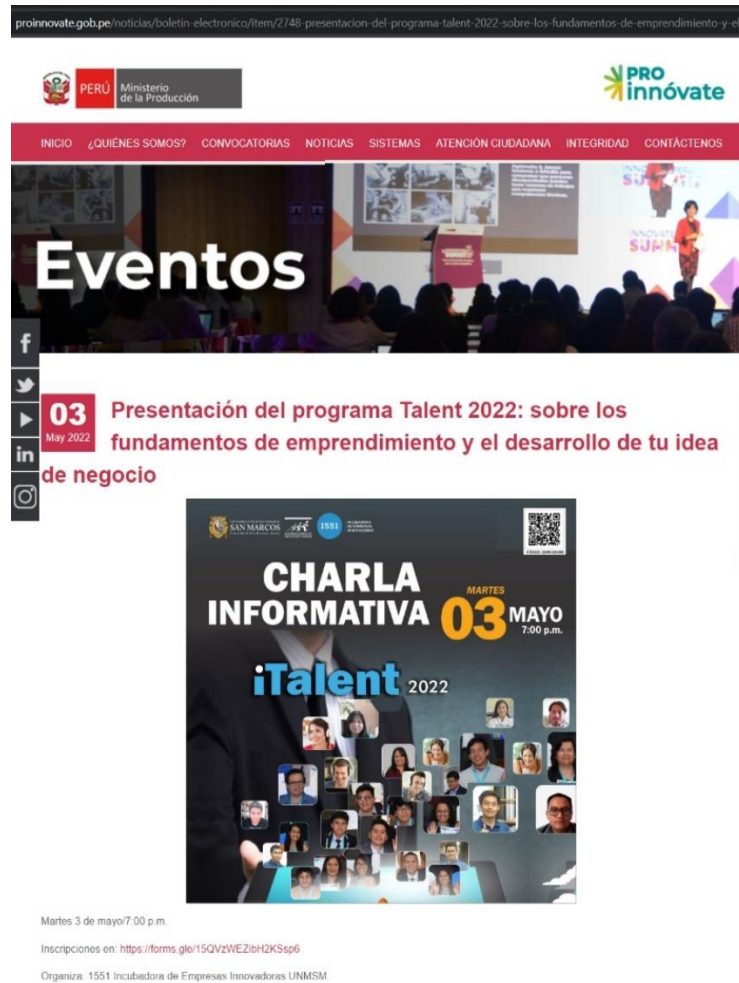 proinnovate.gob.pe/noticias/boletin-electronico/item/2748-presentacion-del-programa-talent-2022-sobre-los-fundamentos-de-emprendimiento-y-el
PERÚ
Ministerio
de la Producción
PRO
innóvate
INICIO ¿QUIÉNES SOMOS? CONVOCATORIAS NOTICIAS SISTEMAS ATENCIÓN CIUDADANA INTEGRIDAD CONTÁCTENOS
SUMMIT
INNOVATE
SUMMIT
Eventos
03
May 2022
Presentación del programa Talent 2022: sobre los
fundamentos de emprendimiento y el desarrollo de tu idea
de negocio
SAN MARCOS
1551
CHARLA
INFORMATIVA
MARTES
03 MAYO
7:00 p.m.
iTalent 2022
Martes 3 de mayo/7:00 p.m.
Inscripciones en: https://forms.gle/15QVzWEZibH2KSsp6
Organiza: 1551 Incubadora de Empresas Innovadoras UNMSM.